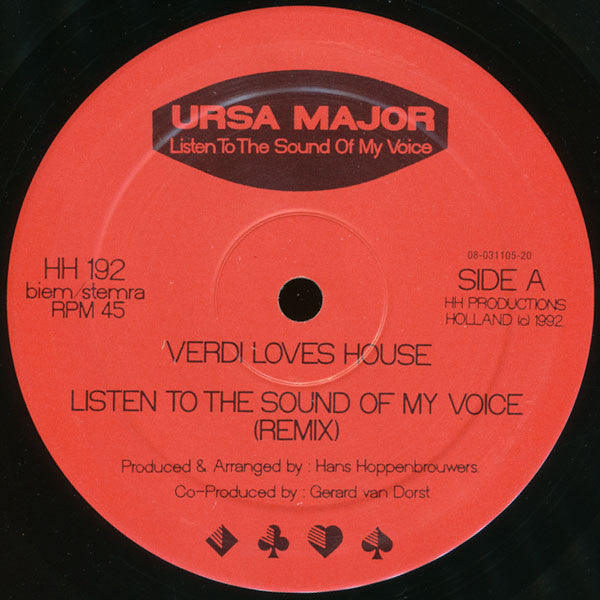 URSA MAJOR
Listen To The Sound Of My Voice
HH 192
biem/stemra
RPM 45
08-031105-20
SIDE A
HH PRODUCTIONS
HOLLAND (c) 1992
VERDI LOVES HOUSE
LISTEN TO THE SOUND OF MY VOICE
(REMIX)
Produced & Arranged by : Hans Hoppenbrouwers.
Co-Produced by : Gerard van Dorst